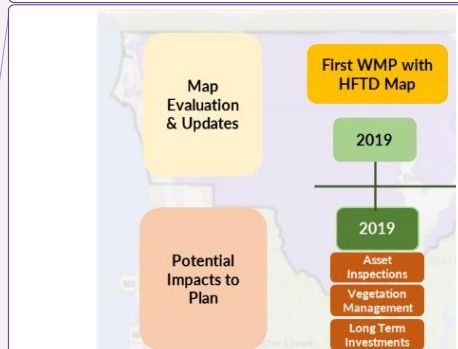 Map
Evaluation
& Updates
First WMP with
HFTD Map
2019
2019
Potential
Impacts to
Plan
Asset
Inspections
Vegetation
Management
Long Term
Investments